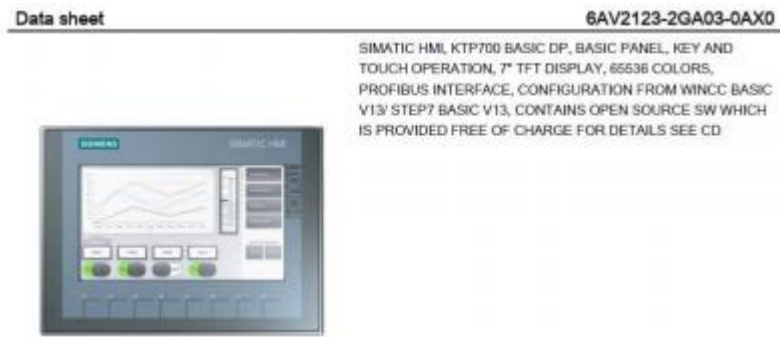 Data sheet
6AV2123-2GA03-0AX0
SIMATIC HMI, KTP700 BASIC DP, BASIC PANEL, KEY AND
TOUCH OPERATION, 7" TFT DISPLAY, 65536 COLORS,
PROFIBUS INTERFACE, CONFIGURATION FROM WINCC BASIC
V13/ STEP7 BASIC V13, CONTAINS OPEN SOURCE SW WHICH
IS PROVIDED FREE OF CHARGE FOR DETAILS SEE CD
SIEMENS
SIMATIC HMI